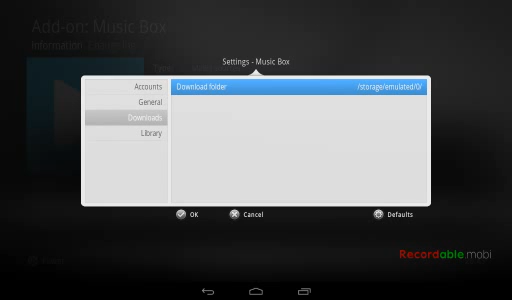 Add-on: Music Box
Information
Settings - Music Box
Accounts
General
Downloads
Library
Download folder /storage/emulated/0/
OK Cancel Defaults
Recordable.mobi